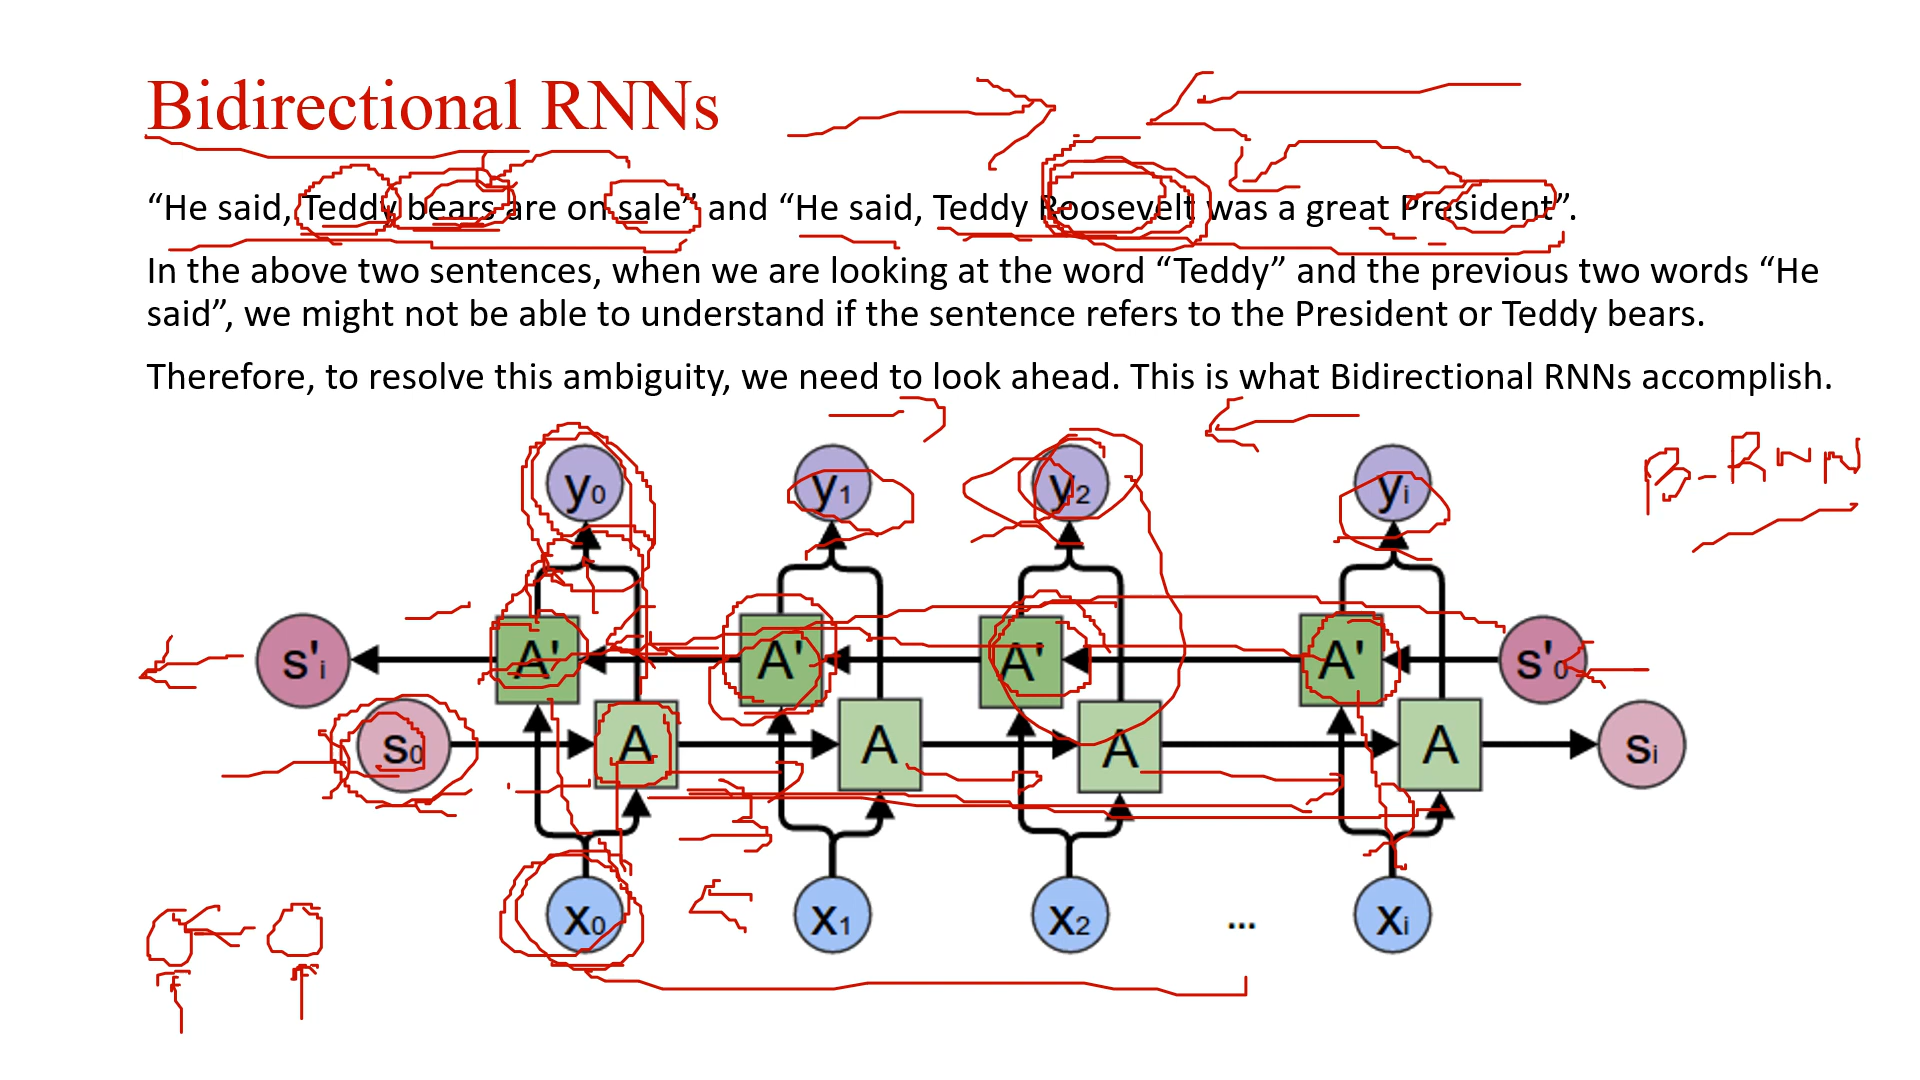 Bidirectional RNNs
“He said, Teddy bears are on sale” and “He said, Teddy Roosevelt was a great President”.
In the above two sentences, when we are looking at the word “Teddy” and the previous two words “He
said”, we might not be able to understand if the sentence refers to the President or Teddy bears.
Therefore, to resolve this ambiguity, we need to look ahead. This is what Bidirectional RNNs accomplish.
y0 y1 y2 yi
B-RNN
s'i A' A' A' A' s'0
s0 A A A A si
x0 x1 x2 ... xi